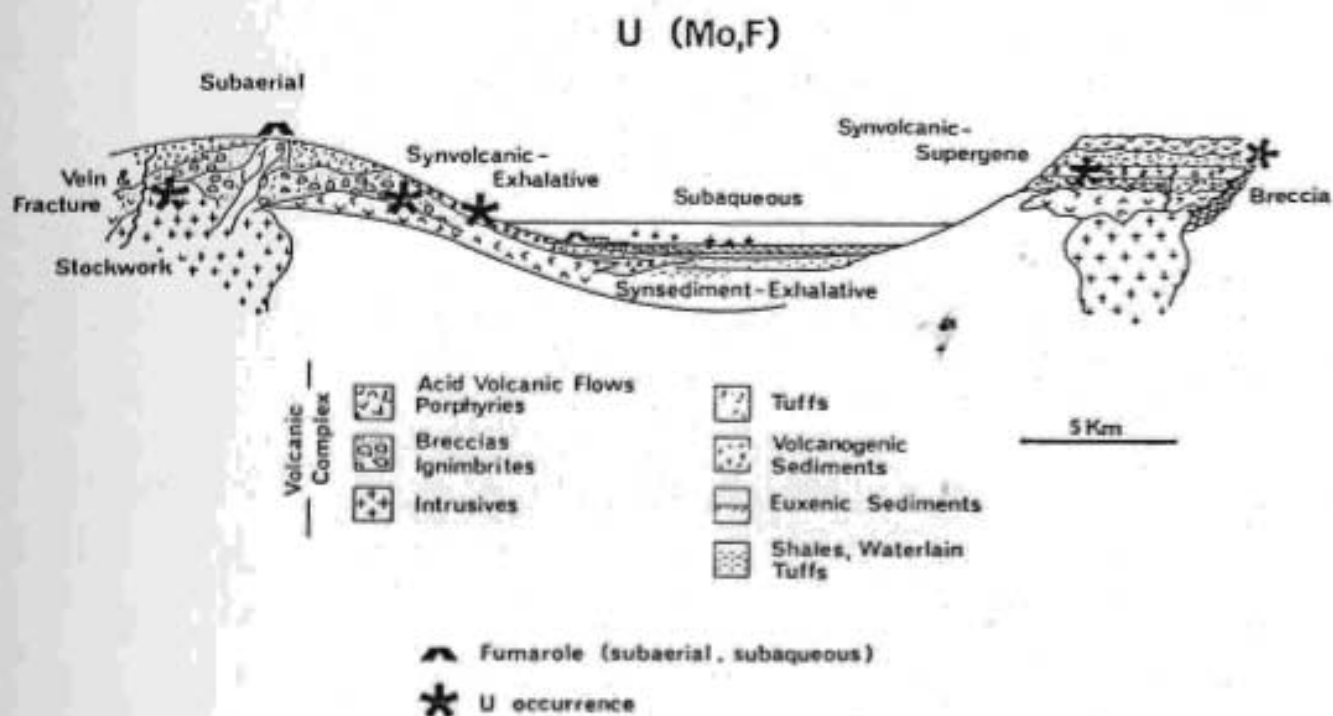 U (Mo,F)
Subaerial
Vein &
Fracture
Stockwork
Synvolcanic-
Exhalative
Subaqueous
Synsediment-Exhalative
Synvolcanic-
Supergene
Breccia
Volcanic
Complex
Acid Volcanic Flows
Porphyries
Breccias
Ignimbrites
Intrusives
Tuffs
Volcanogenic
Sediments
Euxenic Sediments
Shales, Waterlain
Tuffs
5 Km
Fumarole (subaerial, subaqueous)
U occurrence